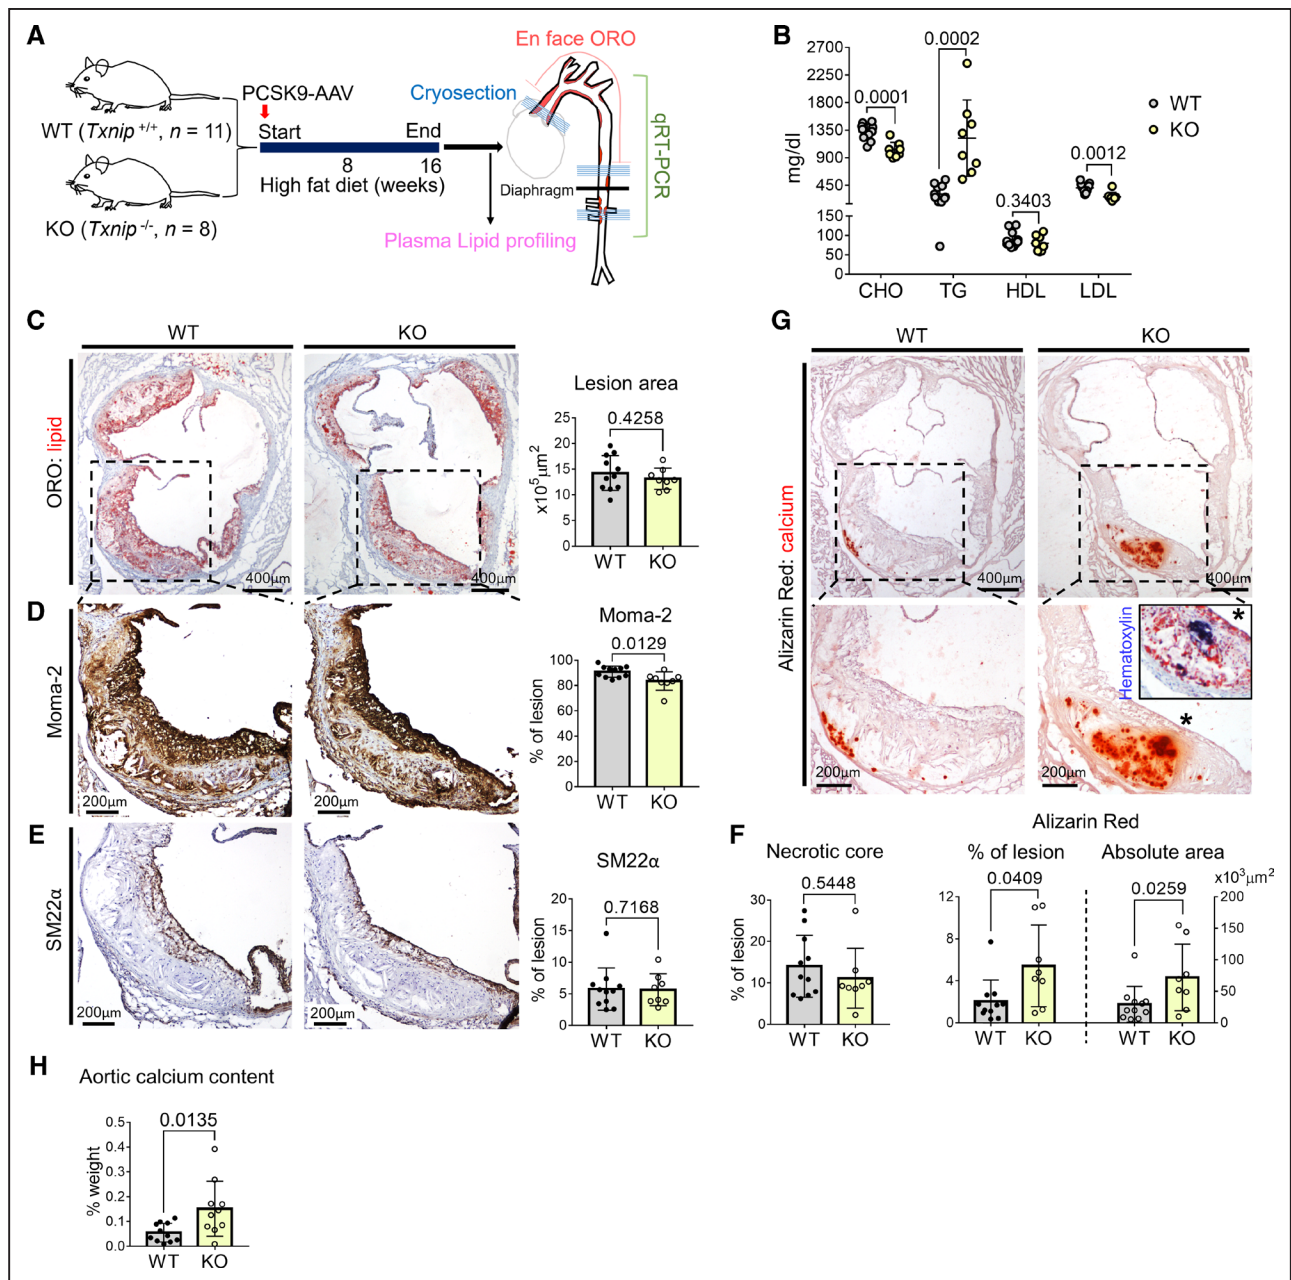 A
En face ORO
PCSK9-AAV
Cryosection
WT (Txnip +/+, n = 11)
Start
End
8
16
High fat diet (weeks)
KO (Txnip -/-, n = 8)
Diaphragm
qRT-PCR
Plasma Lipid profiling
B
mg/dl
2700
2250
1800
1350
900
450
150
100
50
0
0.0001
0.0002
0.3403
0.0012
WT
KO
CHO
TG
HDL
LDL
C
WT
KO
ORO: lipid
400µm
400µm
Lesion area
x10⁵µm²
25
20
15
10
5
0
0.4258
WT
KO
D
Moma-2
200µm
200µm
Moma-2
% of lesion
100
80
60
40
20
0
0.0129
WT
KO
E
SM22α
200µm
200µm
SM22α
% of lesion
20
15
10
5
0
0.7168
WT
KO
G
WT
KO
Alizarin Red: calcium
400µm
400µm
Hematoxylin
*
*
200µm
200µm
F
Necrotic core
% of lesion
30
20
10
0
0.5448
WT
KO
Alizarin Red
% of lesion
12
8
4
0
0.0409
WT
KO
Absolute area
x10³µm²
200
150
100
50
0
0.0259
WT
KO
H
Aortic calcium content
% weight
0.5
0.4
0.3
0.2
0.1
0.0
0.0135
WT
KO